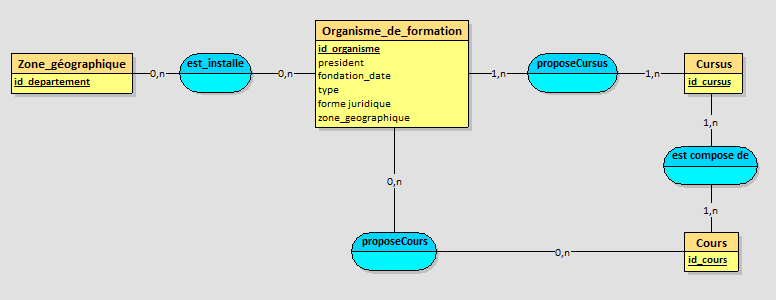 Organisme_de_formation
id_organisme
president
fondation_date
type
forme juridique
zone_geographique
Zone_géographique
id_departement
0,n
est_installe
0,n
1,n
proposeCursus
1,n
Cursus
id_cursus
1,n
est compose de
1,n
0,n
proposeCours
0,n
Cours
id_cours